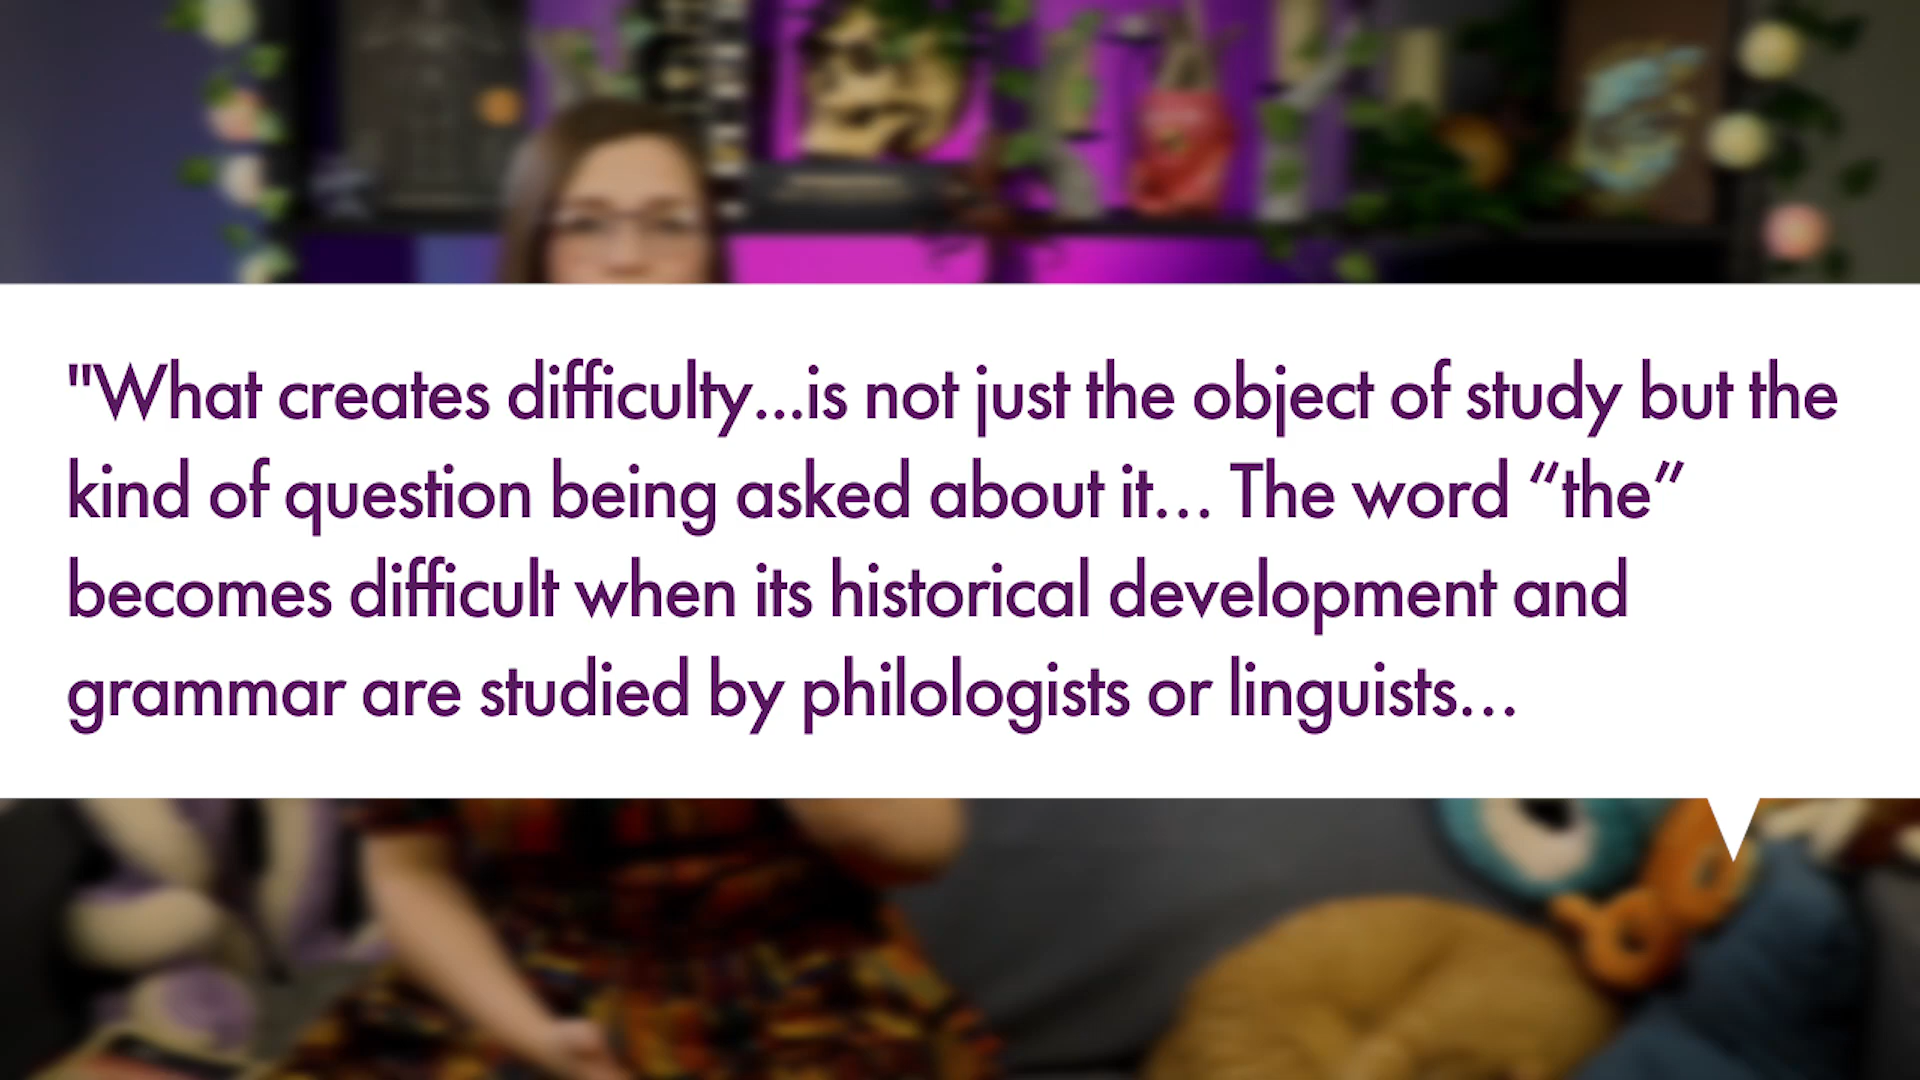 "What creates difficulty...is not just the object of study but the
kind of question being asked about it... The word “the”
becomes difficult when its historical development and
grammar are studied by philologists or linguists...